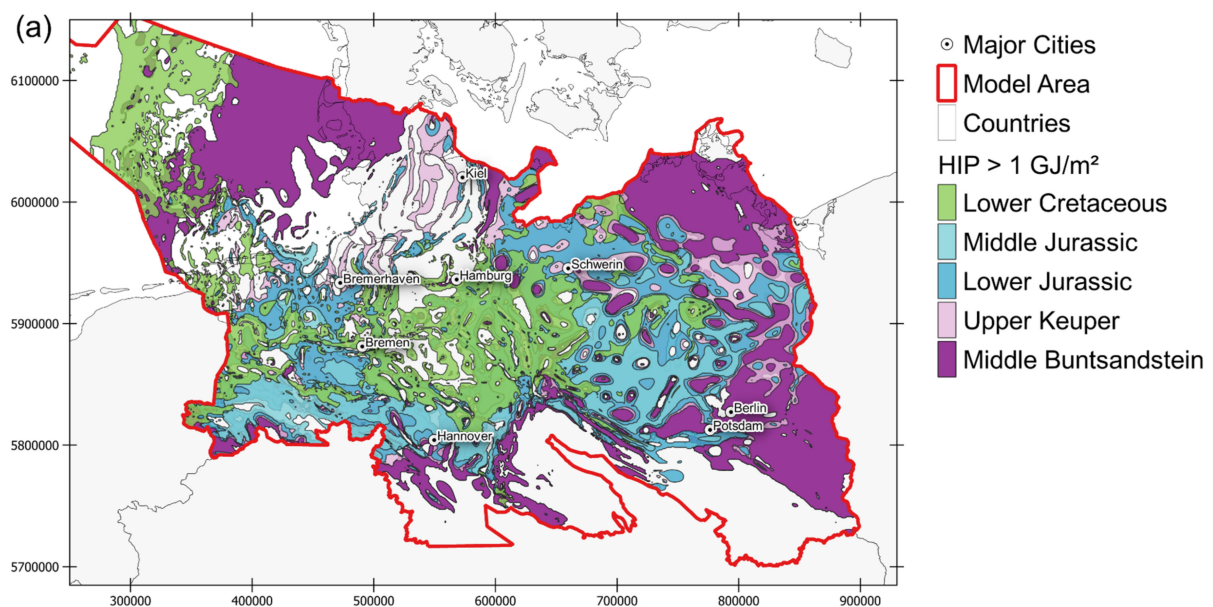 (a)
6100000
6000000
5900000
5800000
5700000
300000
400000
500000
600000
700000
800000
900000
Kiel
Schwerin
Bremerhaven
Hamburg
Bremen
Berlin
Potsdam
Hannover
Major Cities
Model Area
Countries
HIP > 1 GJ/m²
Lower Cretaceous
Middle Jurassic
Lower Jurassic
Upper Keuper
Middle Buntsandstein